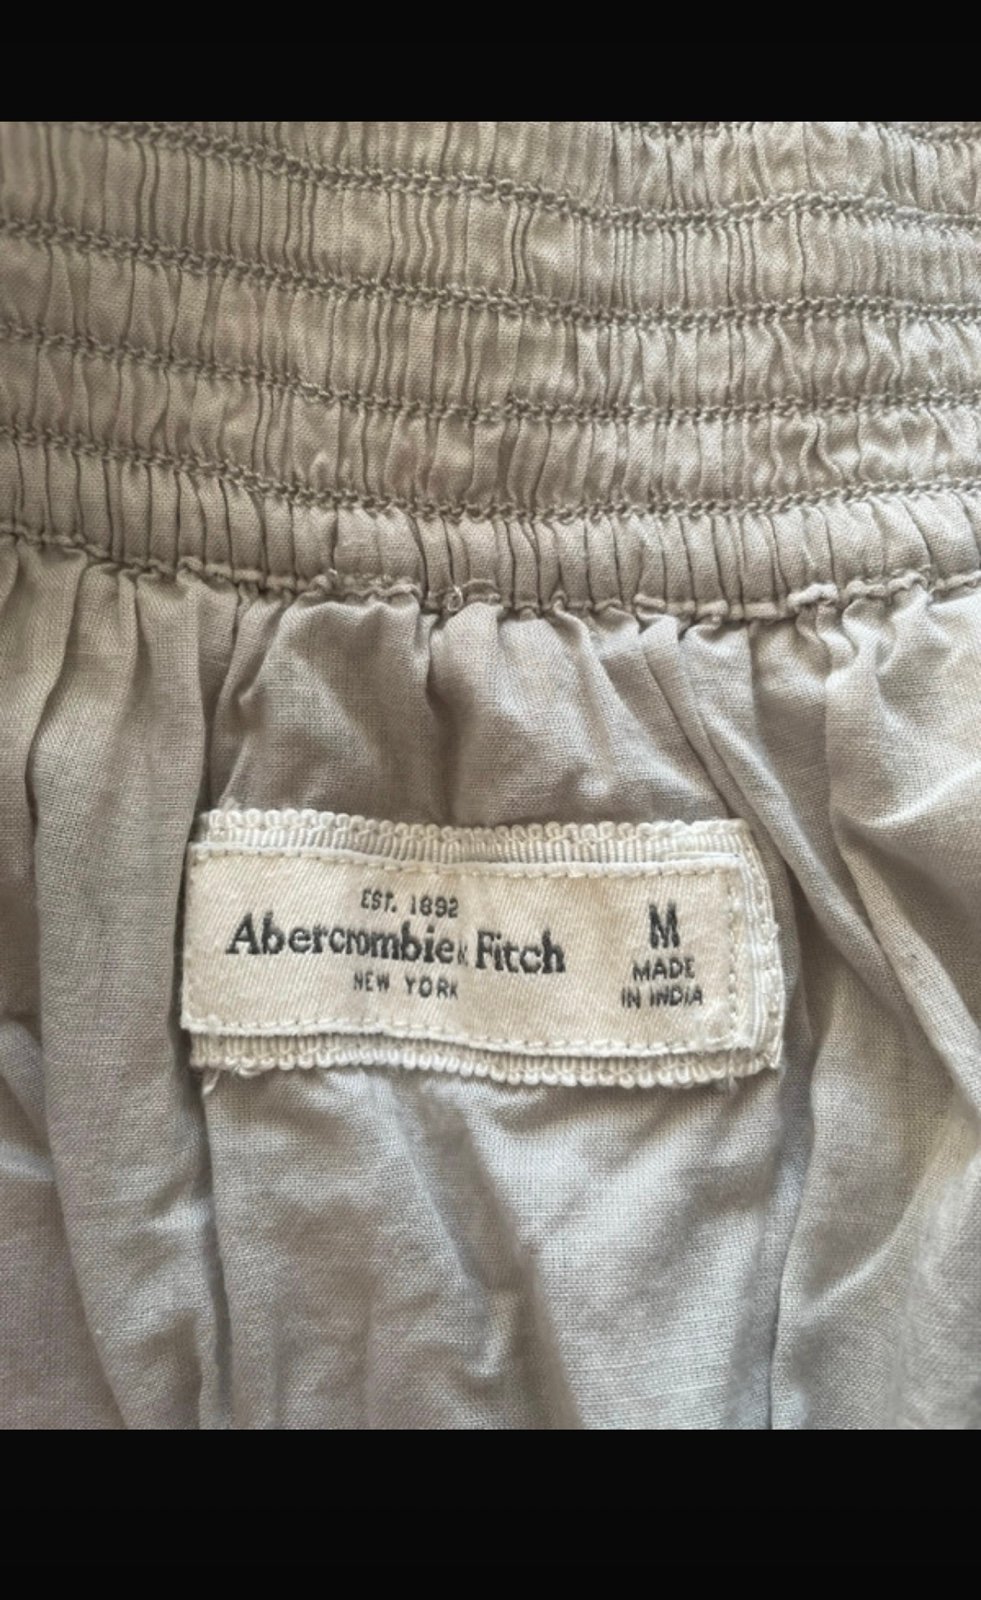 EST. 1892
Abercrombie & Fitch
NEW YORK
M
MADE
IN INDIA